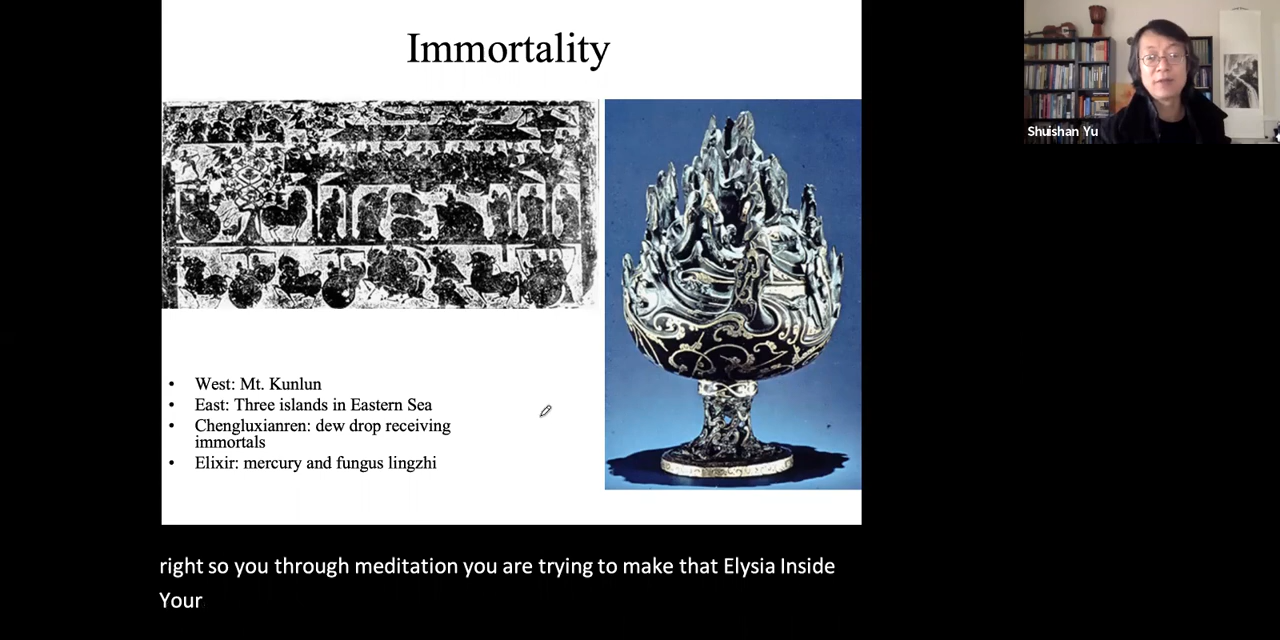 Immortality
Shuishan Yu
• West: Mt. Kunlun
• East: Three islands in Eastern Sea
• Chengluxianren: dew drop receiving
immortals
• Elixir: mercury and fungus lingzhi
right so you through meditation you are trying to make that Elysia Inside
Your